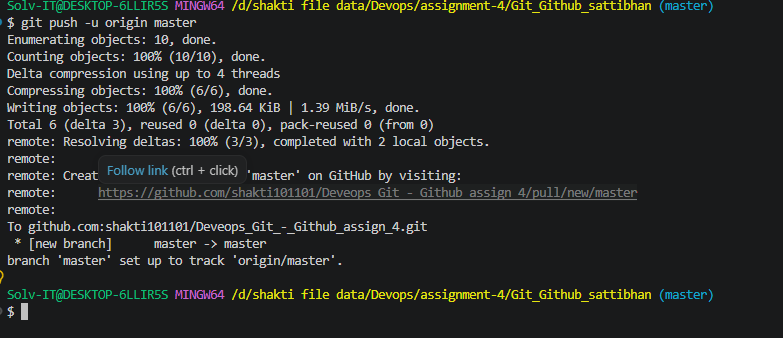 Solv-IT@DESKTOP-6LLIR5S MINGW64 /d/shakti file data/Devops/assignment-4/Git_Github_sattibhan (master)
$ git push -u origin master
Enumerating objects: 10, done.
Counting objects: 100% (10/10), done.
Delta compression using up to 4 threads
Compressing objects: 100% (6/6), done.
Writing objects: 100% (6/6), 198.64 KiB | 1.39 MiB/s, done.
Total 6 (delta 3), reused 0 (delta 0), pack-reused 0 (from 0)
remote: Resolving deltas: 100% (3/3), completed with 2 local objects.
remote:
Follow link (ctrl + click)
remote: Creat 'master' on GitHub by visiting:
remote:      https://github.com/shakti101101/Deveops_Git_-_Github_assign_4/pull/new/master
remote:
To github.com:shakti101101/Deveops_Git_-_Github_assign_4.git
 * [new branch]      master -> master
branch 'master' set up to track 'origin/master'.
Solv-IT@DESKTOP-6LLIR5S MINGW64 /d/shakti file data/Devops/assignment-4/Git_Github_sattibhan (master)
$